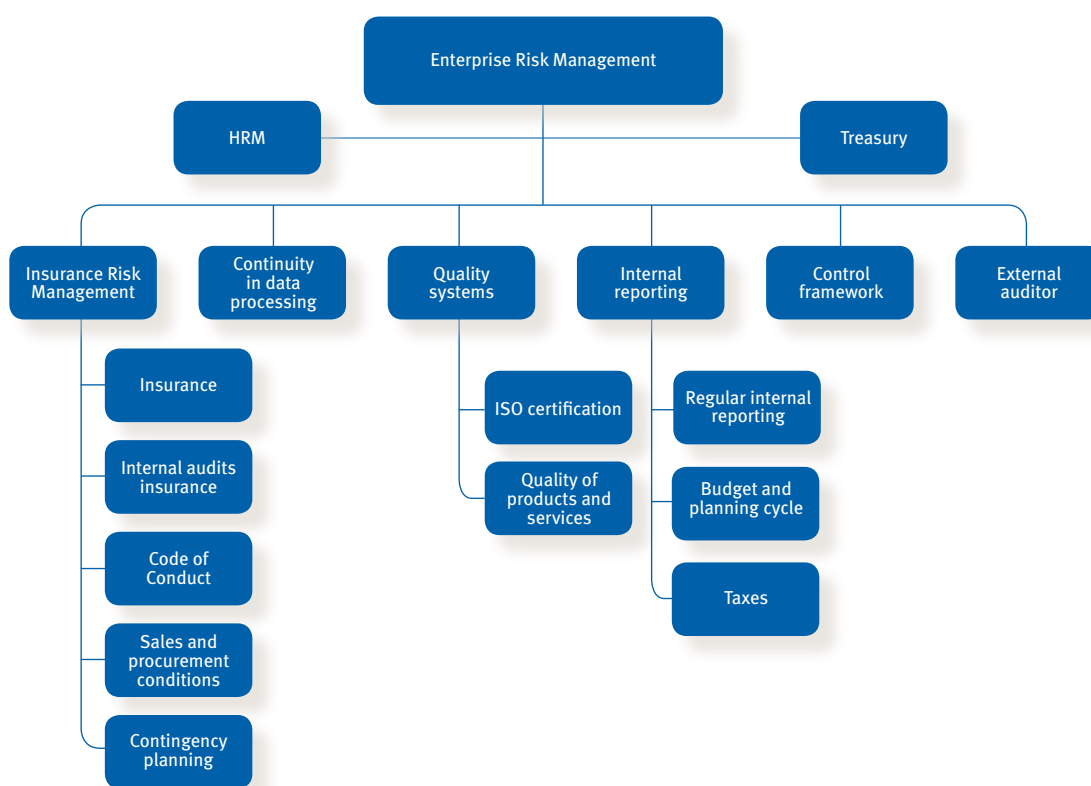 Enterprise Risk Management
HRM
Treasury
Insurance Risk
Management
Continuity
in data
processing
Quality
systems
Internal
reporting
Control
framework
External
auditor
Insurance
Internal audits
insurance
Code of
Conduct
Sales and
procurement
conditions
Contingency
planning
ISO certification
Quality of
products and
services
Regular internal
reporting
Budget and
planning cycle
Taxes